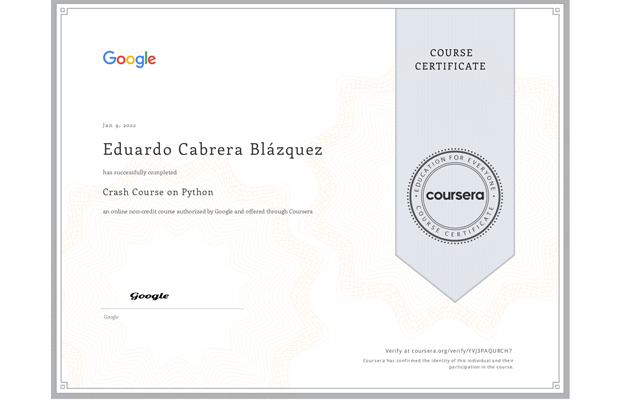 Google
COURSE
CERTIFICATE
Jan 9, 2022
Eduardo Cabrera Blázquez
has successfully completed
Crash Course on Python
an online non-credit course authorized by Google and offered through Coursera
EDUCATION FOR EVERYONE
coursera
COURSE CERTIFICATE
Google
Google
Verify at coursera.org/verify/YVJ3PAQURCH7
Coursera has confirmed the identity of this individual and their
participation in the course.